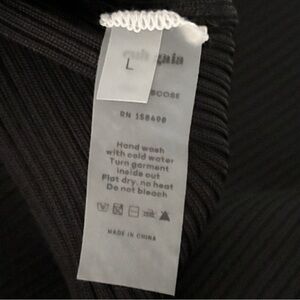 cult gaia
L
RN 158600
Hand wash
with cold water
Turn garment
inside out
Flat dry, no heat
Do not bleach
MADE IN CHINA